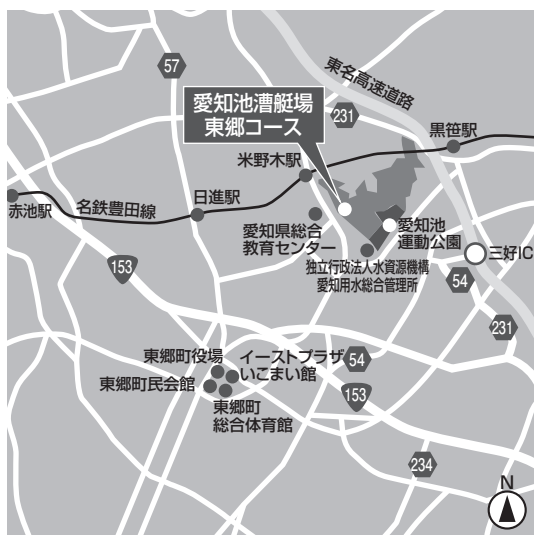 57
東名高速道路
愛知池漕艇場
東郷コース
231
黒笹駅
米野木駅
赤池駅
名鉄豊田線
日進駅
愛知県総合
教育センター
愛知池
運動公園
独立行政法人水資源機構
愛知用水総合管理所
三好IC
153
54
231
東郷町役場
イーストプラザ
いこまい館
54
東郷町民会館
153
東郷町
総合体育館
234
N